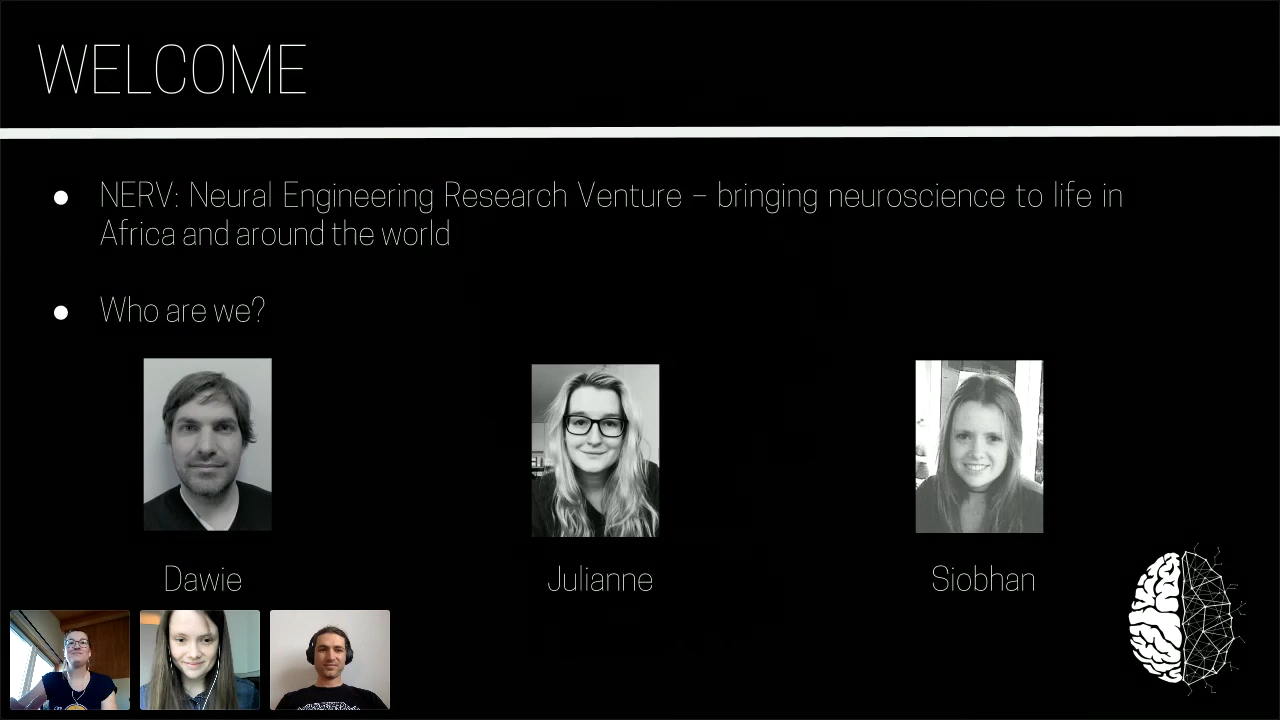 WELCOME
NERV: Neural Engineering Research Venture – bringing neuroscience to life in
Africa and around the world
Who are we?
Dawie
Julianne
Siobhan